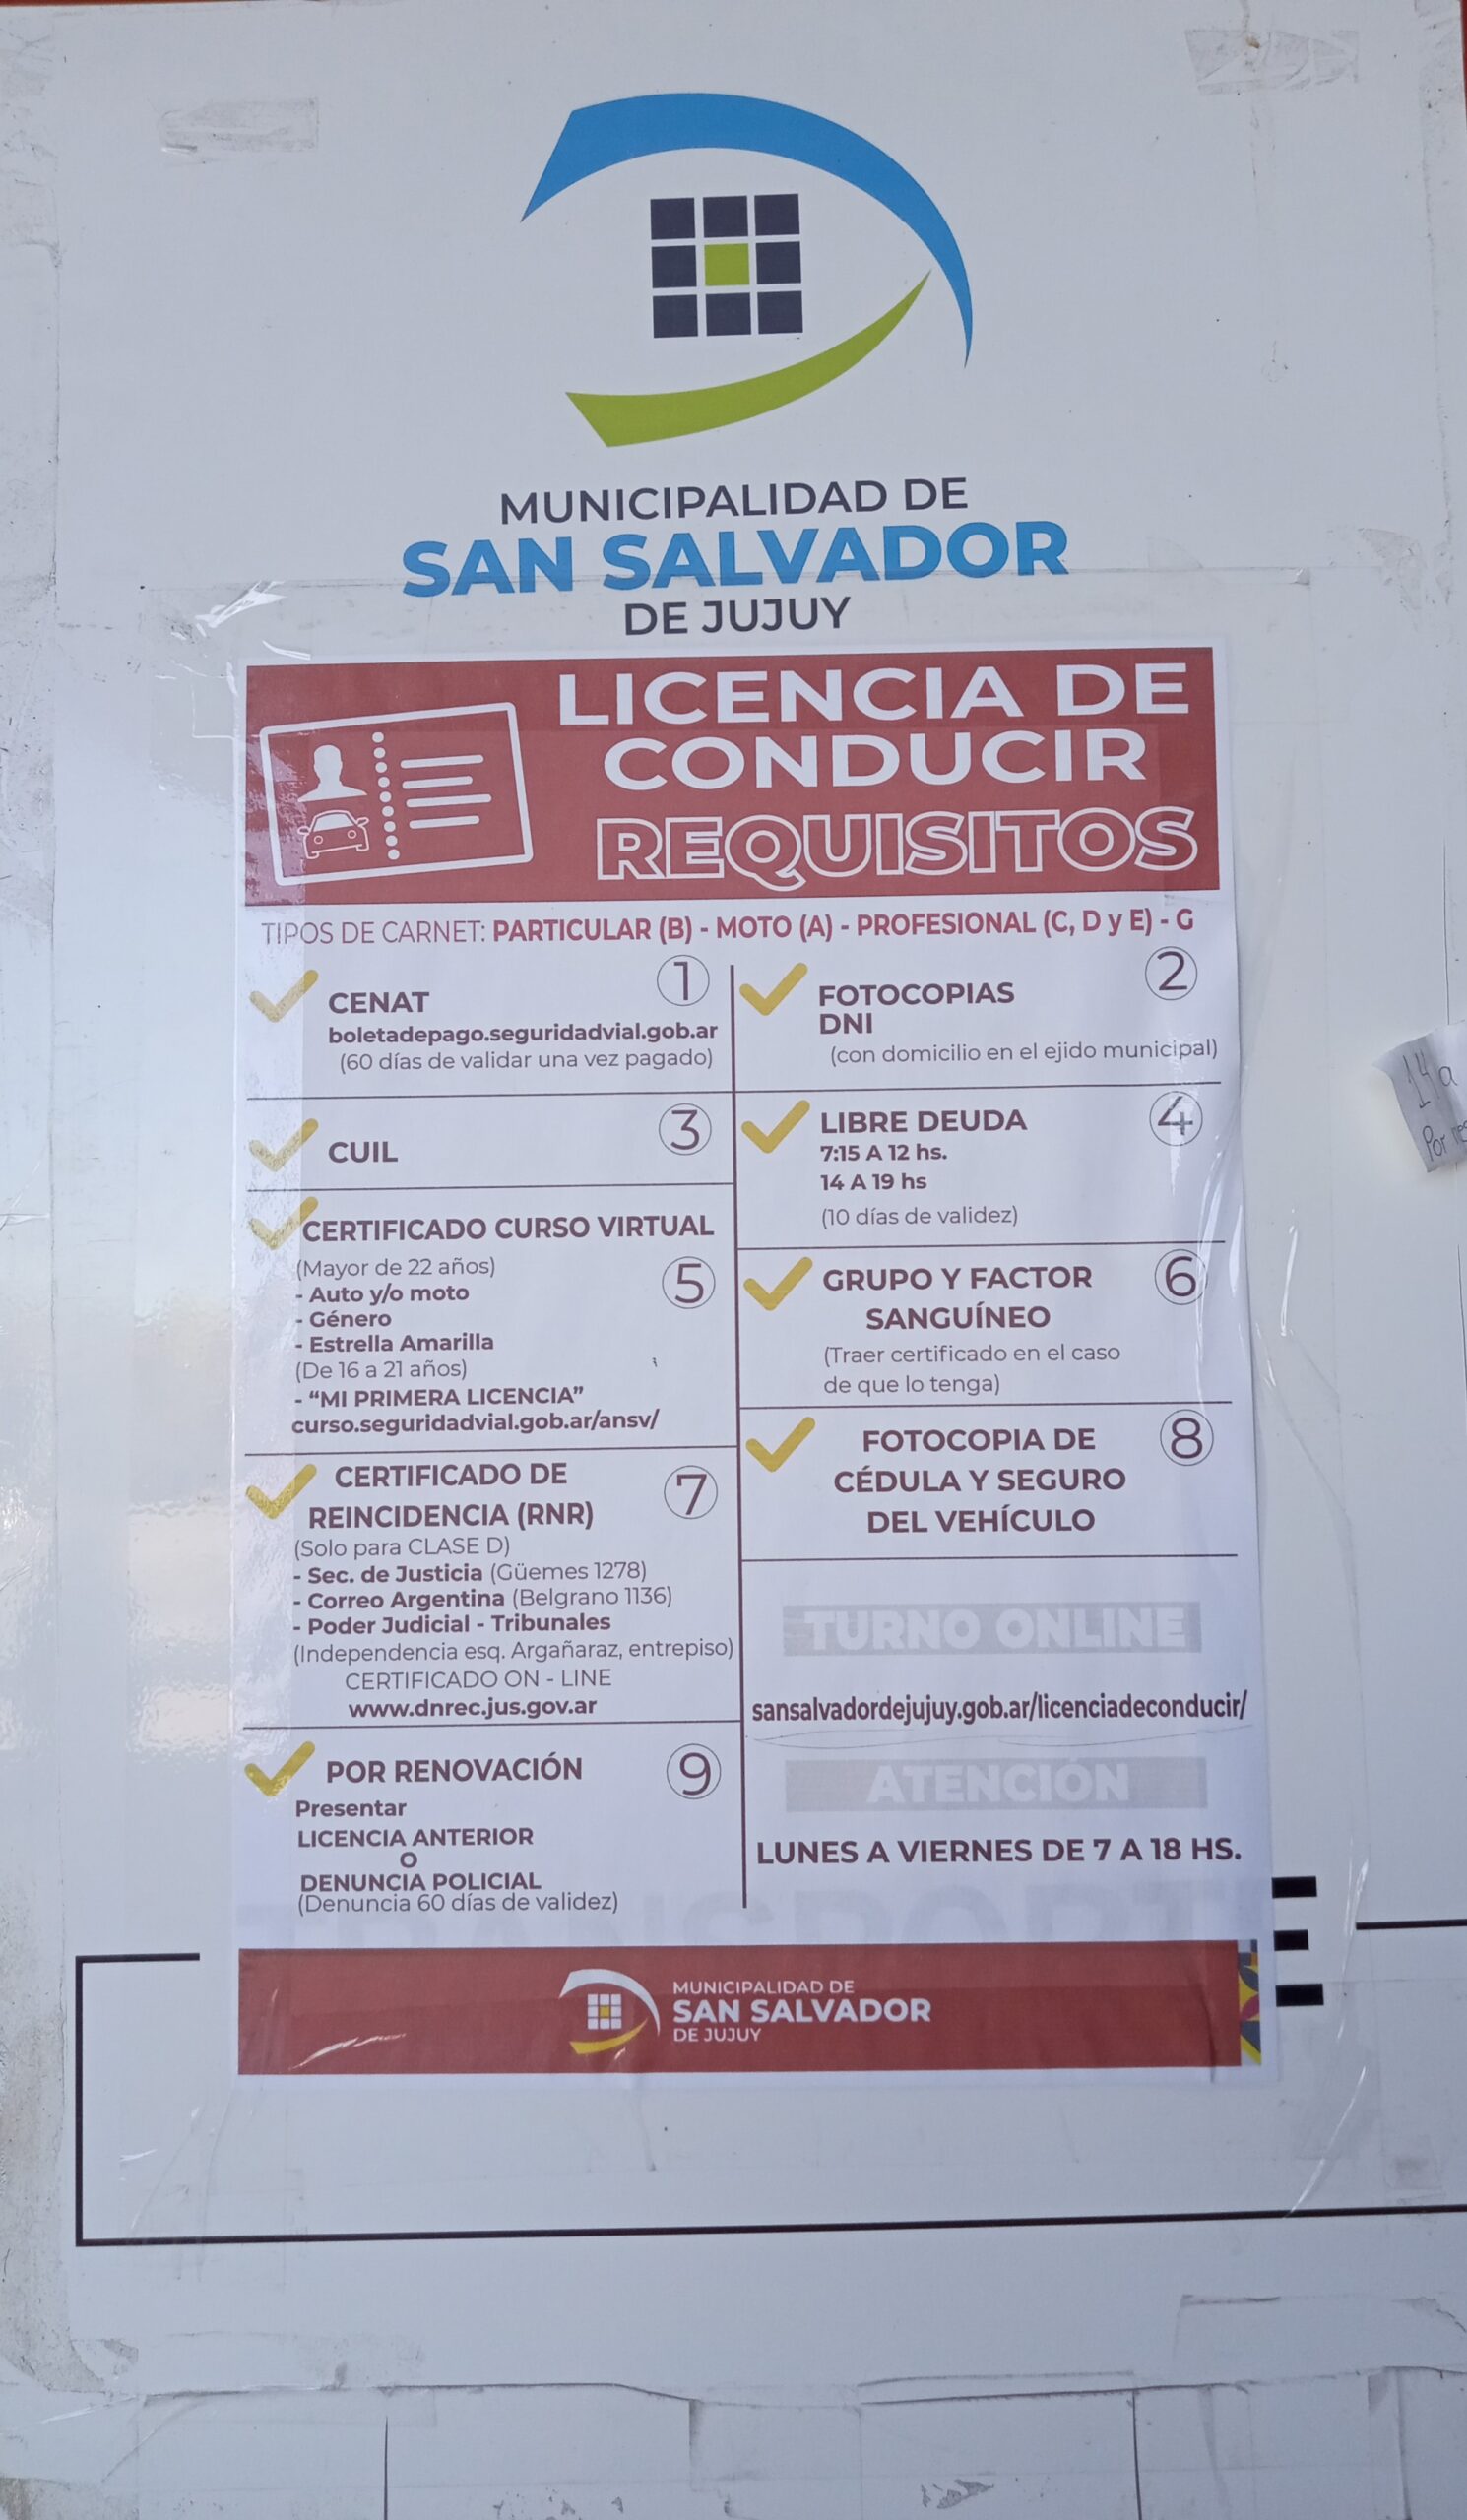 MUNICIPALIDAD DE
SAN SALVADOR
DE JUJUY
LICENCIA DE
CONDUCIR
REQUISITOS
TIPOS DE CARNET: PARTICULAR (B) - MOTO (A) - PROFESIONAL (C, D y E) - G
1
CENAT
boletadepago.seguridadvial.gob.ar
(60 días de validar una vez pagado)
2
FOTOCOPIAS
DNI
(con domicilio en el ejido municipal)
3
CUIL
4
LIBRE DEUDA
7:15 A 12 hs.
14 A 19 hs
(10 días de validez)
CERTIFICADO CURSO VIRTUAL
(Mayor de 22 años)
5
- Auto y/o moto
- Género
- Estrella Amarilla
(De 16 a 21 años)
- “MI PRIMERA LICENCIA”
curso.seguridadvial.gob.ar/ansv/
6
GRUPO Y FACTOR
SANGUÍNEO
(Traer certificado en el caso
de que lo tenga)
CERTIFICADO DE
7
REINCIDENCIA (RNR)
(Solo para CLASE D)
- Sec. de Justicia (Güemes 1278)
- Correo Argentina (Belgrano 1136)
- Poder Judicial - Tribunales
(Independencia esq. Argañaraz, entrepiso)
CERTIFICADO ON - LINE
www.dnrec.jus.gov.ar
8
FOTOCOPIA DE
CÉDULA Y SEGURO
DEL VEHÍCULO
POR RENOVACIÓN
9
Presentar
LICENCIA ANTERIOR
O
DENUNCIA POLICIAL
(Denuncia 60 días de validez)
TURNO ONLINE
sansalvadordejujuy.gob.ar/licenciadeconducir/
ATENCIÓN
LUNES A VIERNES DE 7 A 18 HS.
MUNICIPALIDAD DE
SAN SALVADOR
DE JUJUY
E
14 a
Por